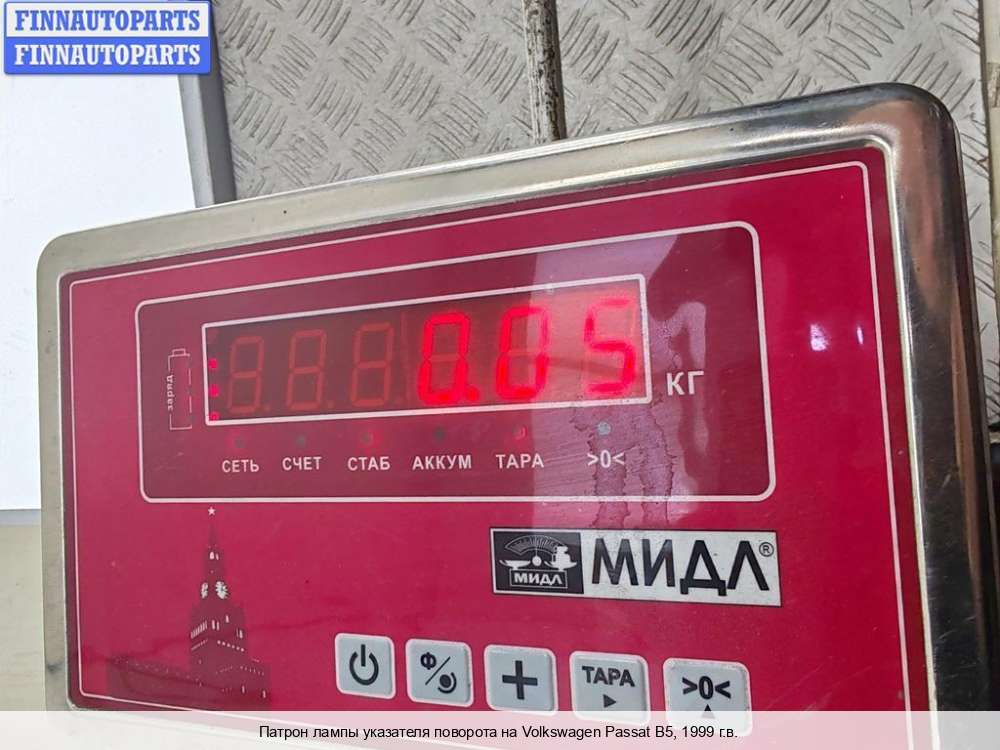 FINNAUTOPARTS
FINNAUTOPARTS
0.05
КГ
заряд
СЕТЬ СЧЕТ СТАБ АККУМ ТАРА >0<
МИДЛ МИДЛ®
Ф/ + ТАРА >0<
Патрон лампы указателя поворота на Volkswagen Passat B5, 1999 г.в.